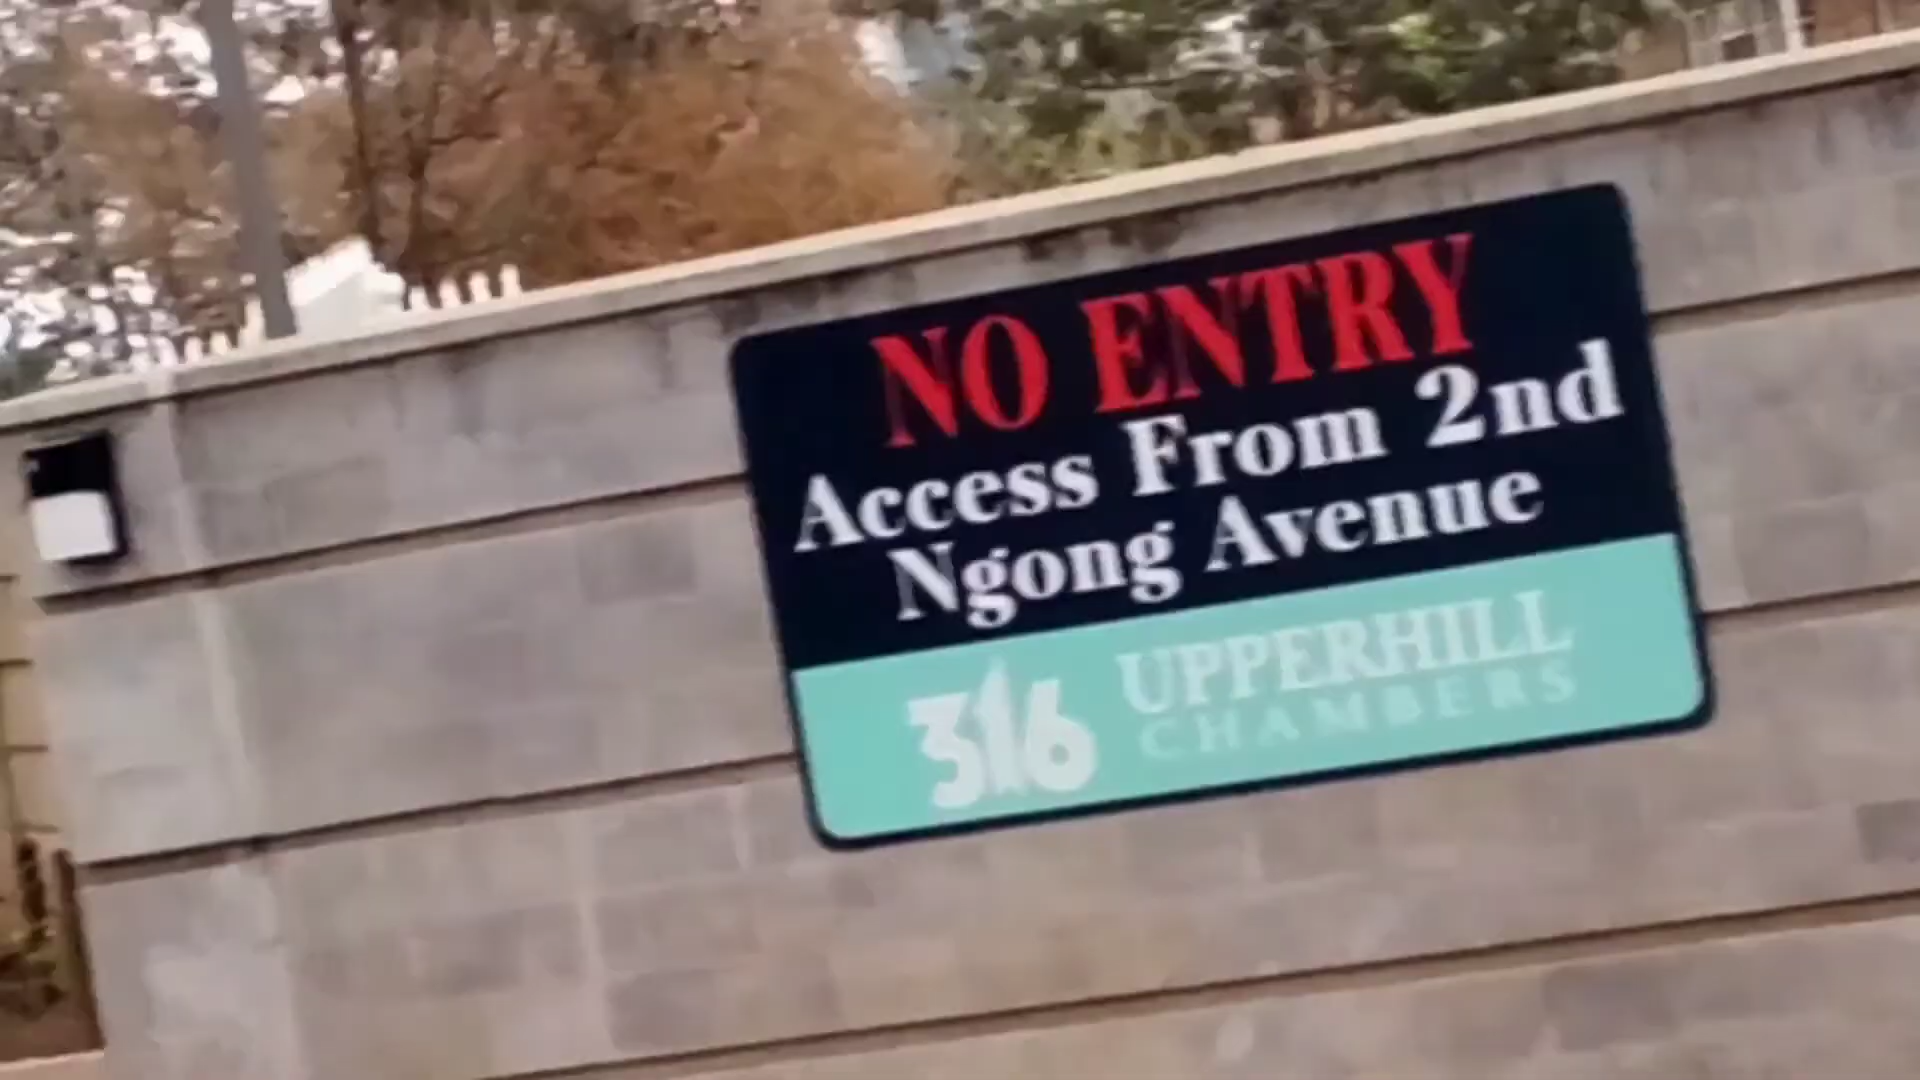 NO ENTRY
Access From 2nd
Ngong Avenue
316 UPPERHILL
CHAMBERS